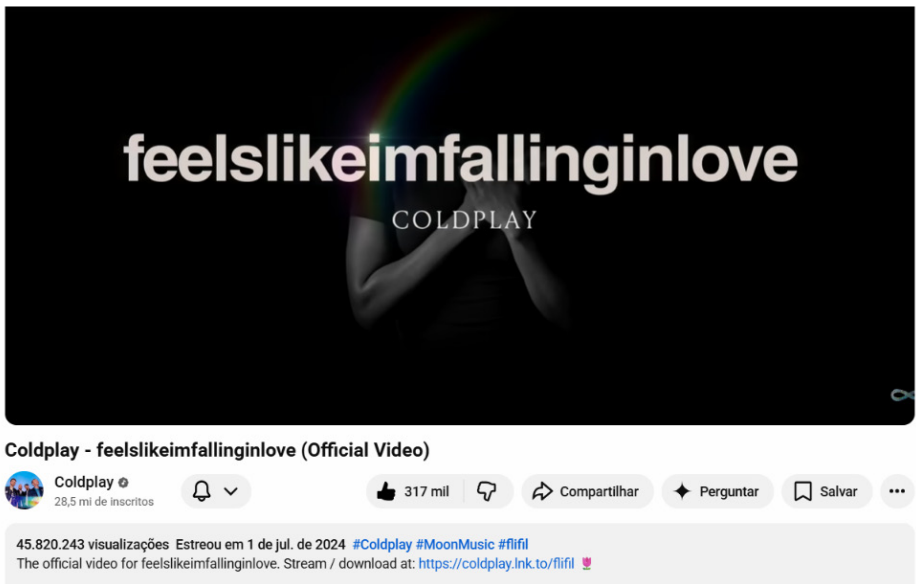 feelslikeimfallinginlove
COLDPLAY
Coldplay - feelslikeimfallinginlove (Official Video)
Coldplay
28,5 mi de inscritos
317 mil
Compartilhar
Perguntar
Salvar
45.820.243 visualizações Estreou em 1 de jul. de 2024 #Coldplay #MoonMusic #flifil
The official video for feelslikeimfallinginlove. Stream / download at: https://coldplay.lnk.to/flifil 🌷